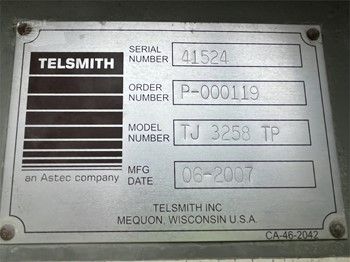 TELSMITH
an Astec company
SERIAL NUMBER 41524
ORDER NUMBER P-000119
MODEL NUMBER TJ 3258 TP
MFG DATE 06-2007
TELSMITH INC
MEQUON, WISCONSIN U.S.A.
CA-46-2042